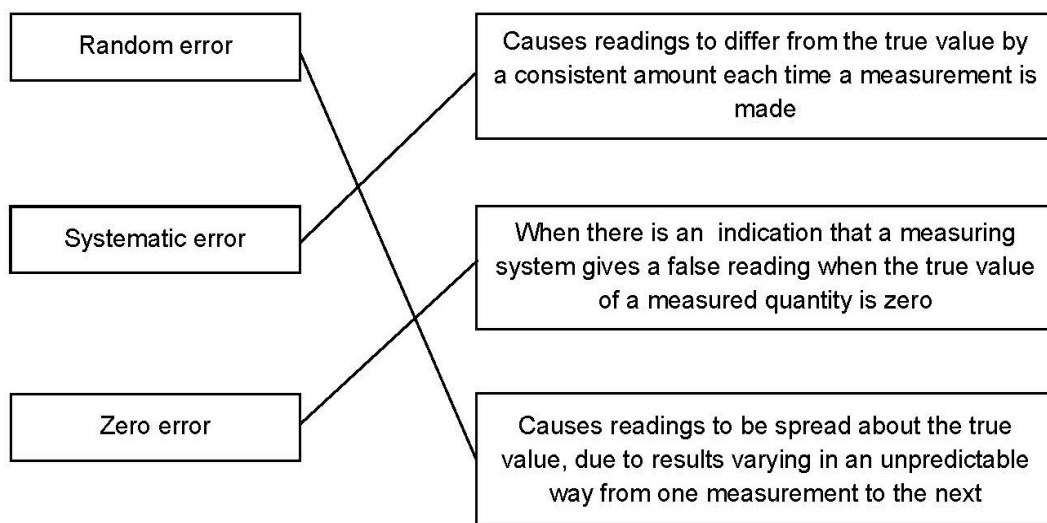 Random error
Causes readings to differ from the true value by
a consistent amount each time a measurement is
made
Systematic error
When there is an indication that a measuring
system gives a false reading when the true value
of a measured quantity is zero
Zero error
Causes readings to be spread about the true
value, due to results varying in an unpredictable
way from one measurement to the next